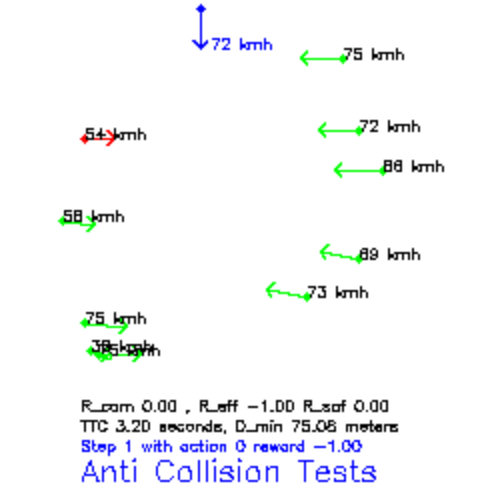 72 kmh
75 kmh
54 kmh
72 kmh
86 kmh
58 kmh
89 kmh
73 kmh
75 kmh
R_com 0.00 , R_eff -1.00 R_saf 0.00
TTC 3.20 seconds, D_min 75.06 meters
Step 1 with action 0 reward -1.00
Anti Collision Tests